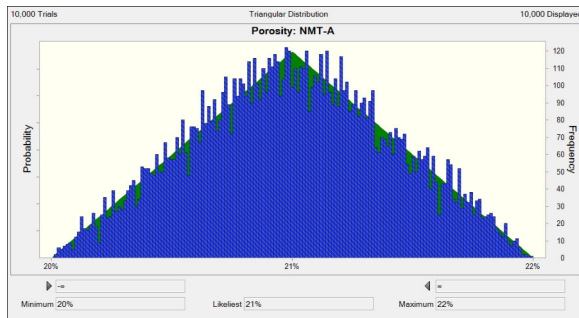 10,000 Trials Triangular Distribution 10,000 Displayed
Porosity: NMT-A
Probability
Frequency
120
110
100
90
80
70
60
50
40
30
20
10
0
20% 21% 22%
-∞ ∞
Minimum 20% Likeliest 21% Maximum 22%